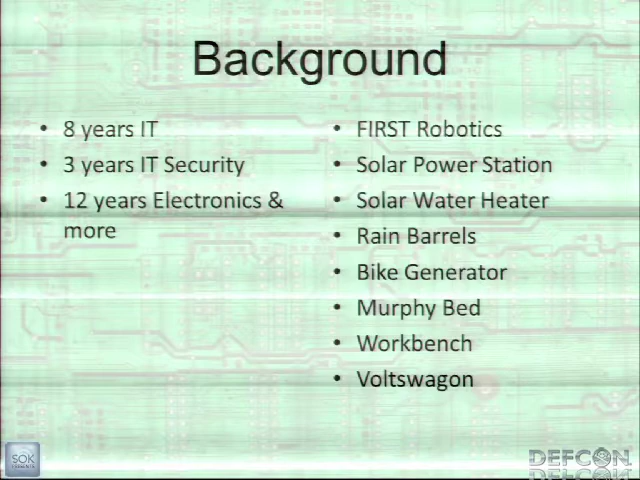 Background
• 8 years IT
• 3 years IT Security
• 12 years Electronics &
more
• FIRST Robotics
• Solar Power Station
• Solar Water Heater
• Rain Barrels
• Bike Generator
• Murphy Bed
• Workbench
• Voltswagon
SOK
DEFCON